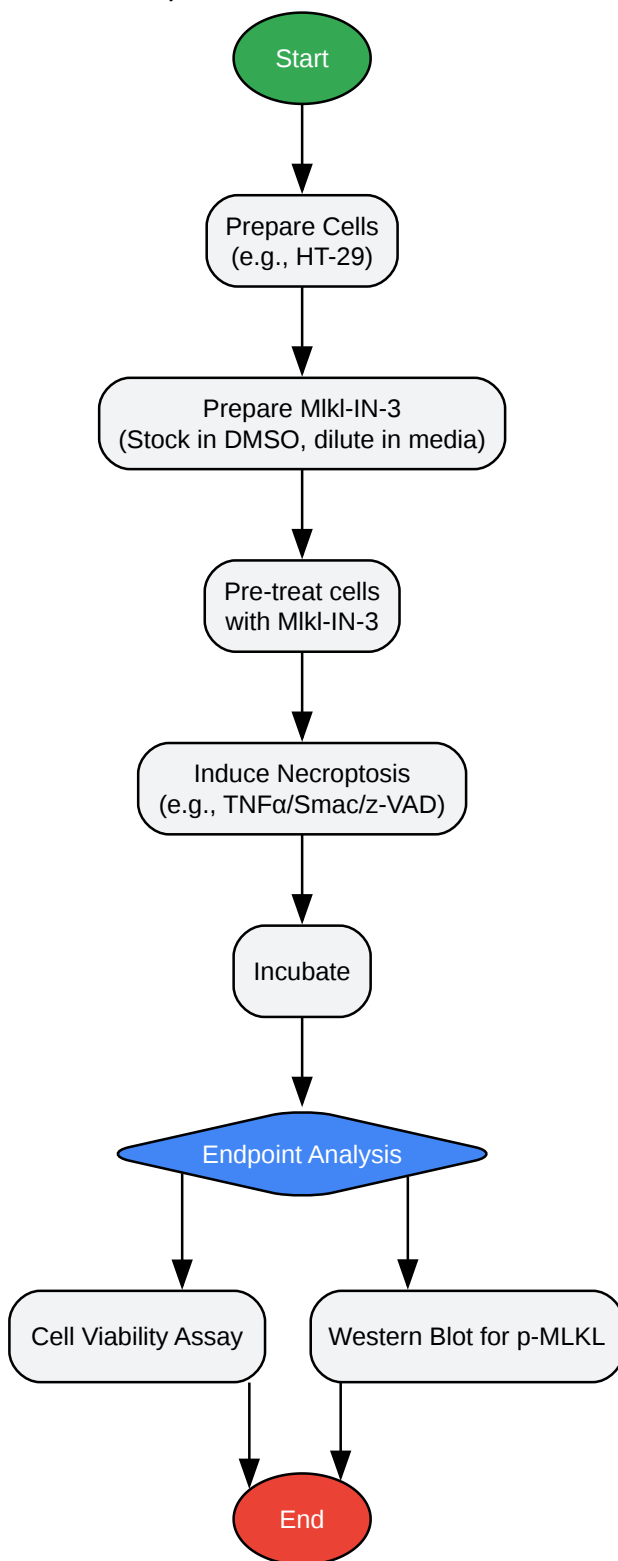 Start
Prepare Cells
(e.g., HT-29)
Prepare Mlkl-IN-3
(Stock in DMSO, dilute in media)
Pre-treat cells
with Mlkl-IN-3
Induce Necroptosis
(e.g., TNFα/Smac/z-VAD)
Incubate
Endpoint Analysis
Cell Viability Assay
Western Blot for p-MLKL
End